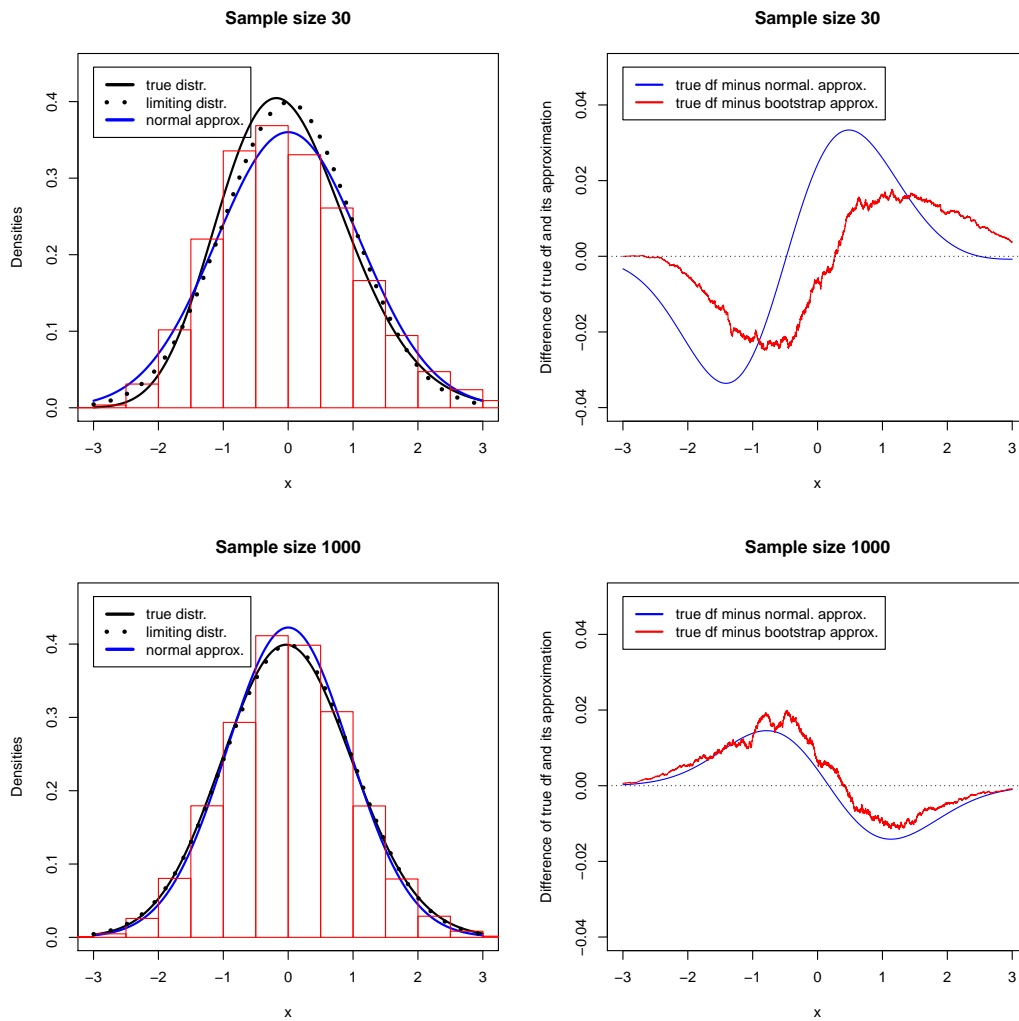 Sample size 30
true distr.
limiting distr.
normal approx.
Densities
0.0
0.1
0.2
0.3
0.4
−3 −2 −1 0 1 2 3
x
Sample size 30
true df minus normal. approx.
true df minus bootstrap approx.
Difference of true df and its approximation
−0.04
−0.02
0.00
0.02
0.04
−3 −2 −1 0 1 2 3
x
Sample size 1000
true distr.
limiting distr.
normal approx.
Densities
0.0
0.1
0.2
0.3
0.4
−3 −2 −1 0 1 2 3
x
Sample size 1000
true df minus normal. approx.
true df minus bootstrap approx.
Difference of true df and its approximation
−0.04
−0.02
0.00
0.02
0.04
−3 −2 −1 0 1 2 3
x